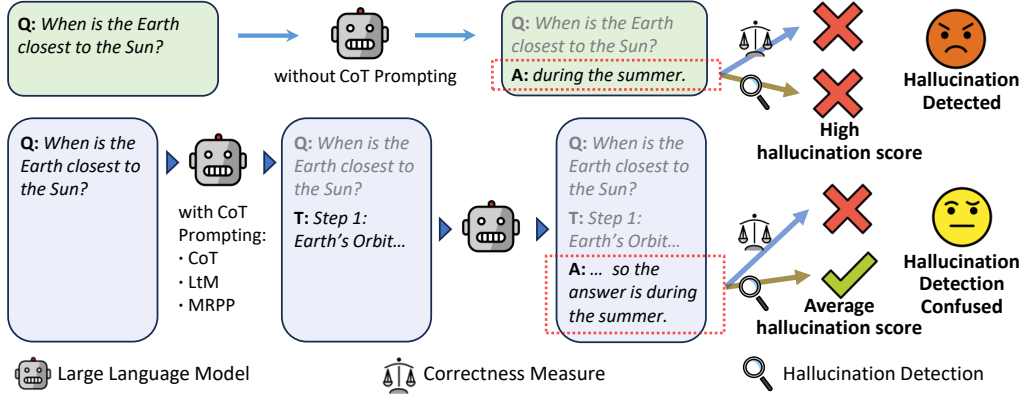 Q: When is the Earth
closest to the Sun?
without CoT Prompting
Q: When is the Earth
closest to the Sun?
A: during the summer.
High
hallucination score
Hallucination
Detected
Q: When is the
Earth closest to
the Sun?
with CoT
Prompting:
· CoT
· LtM
· MRPP
Q: When is the
Earth closest to
the Sun?
T: Step 1:
Earth's Orbit...
Q: When is the
Earth closest to
the Sun?
T: Step 1:
Earth's Orbit...
A: ... so the
answer is during
the summer.
Average
hallucination score
Hallucination
Detection
Confused
Large Language Model
Correctness Measure
Hallucination Detection